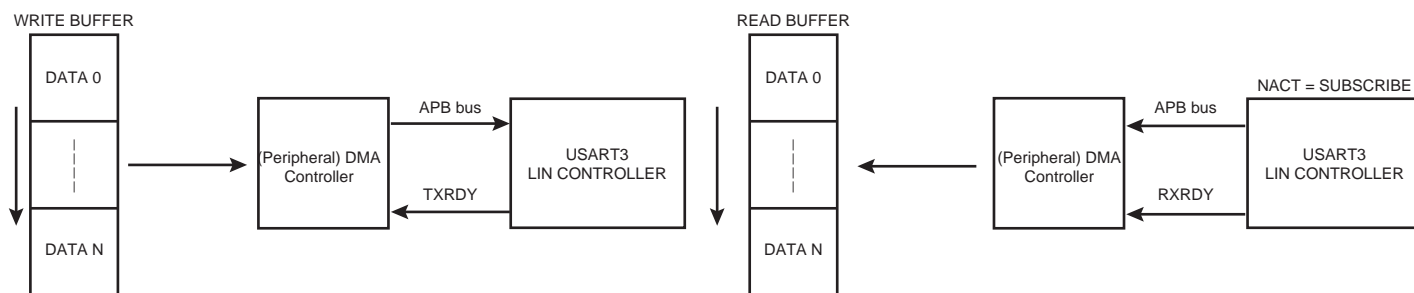 WRITE BUFFER
DATA 0
DATA N
(Peripheral) DMA
Controller
APB bus
TXRDY
USART3
LIN CONTROLLER
READ BUFFER
DATA 0
DATA N
(Peripheral) DMA
Controller
APB bus
RXRDY
NACT = SUBSCRIBE
USART3
LIN CONTROLLER